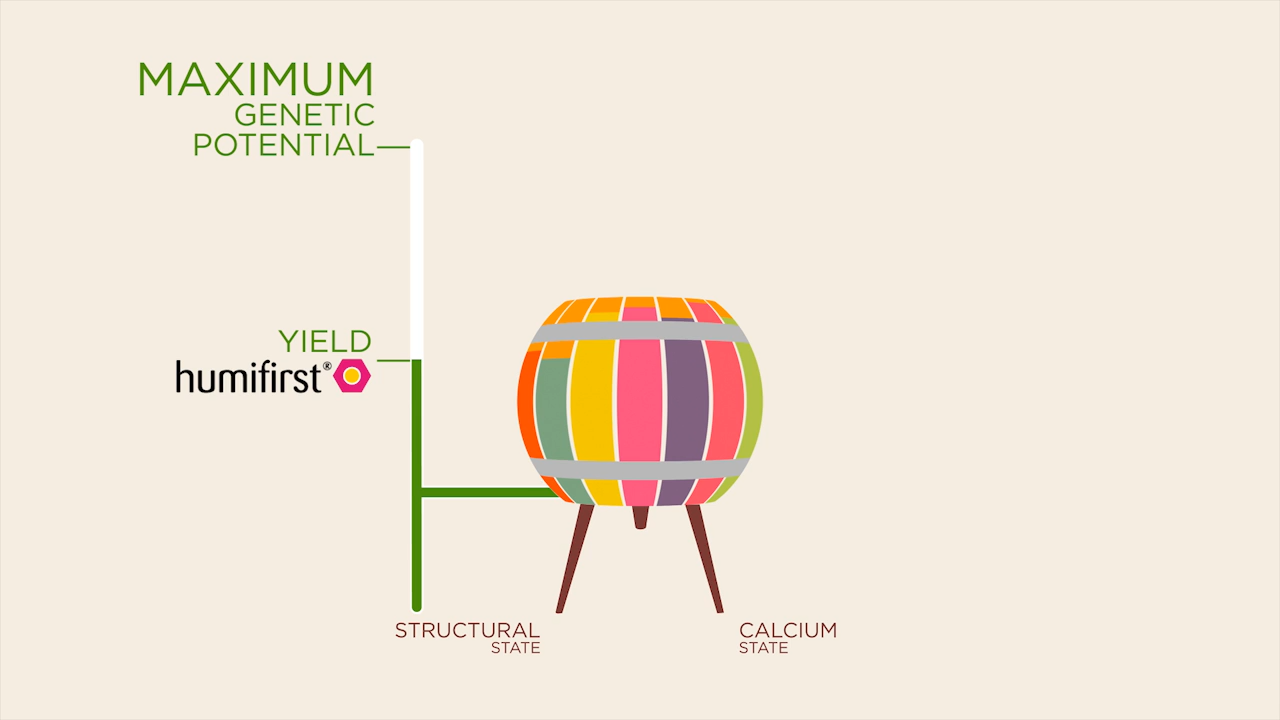 MAXIMUM
GENETIC
POTENTIAL
YIELD
humifirst®
STRUCTURAL
STATE
CALCIUM
STATE